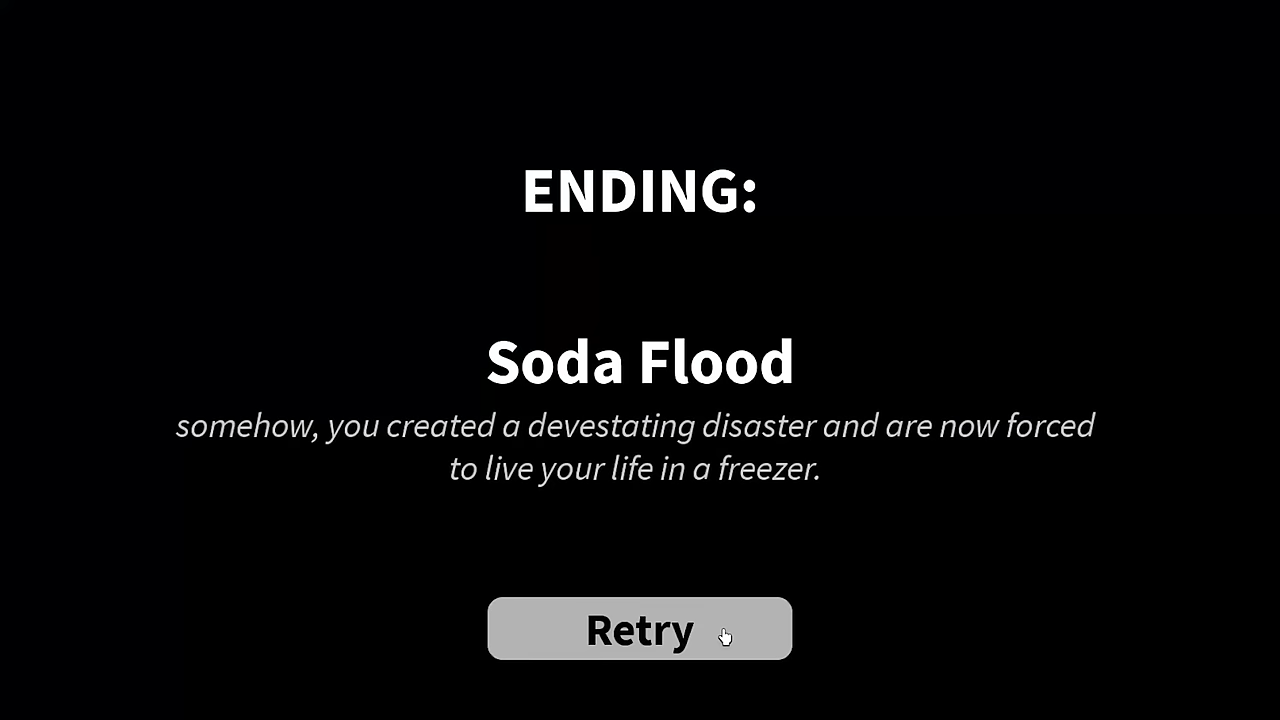 ENDING:
Soda Flood
somehow, you created a devestating disaster and are now forced
to live your life in a freezer.
Retry